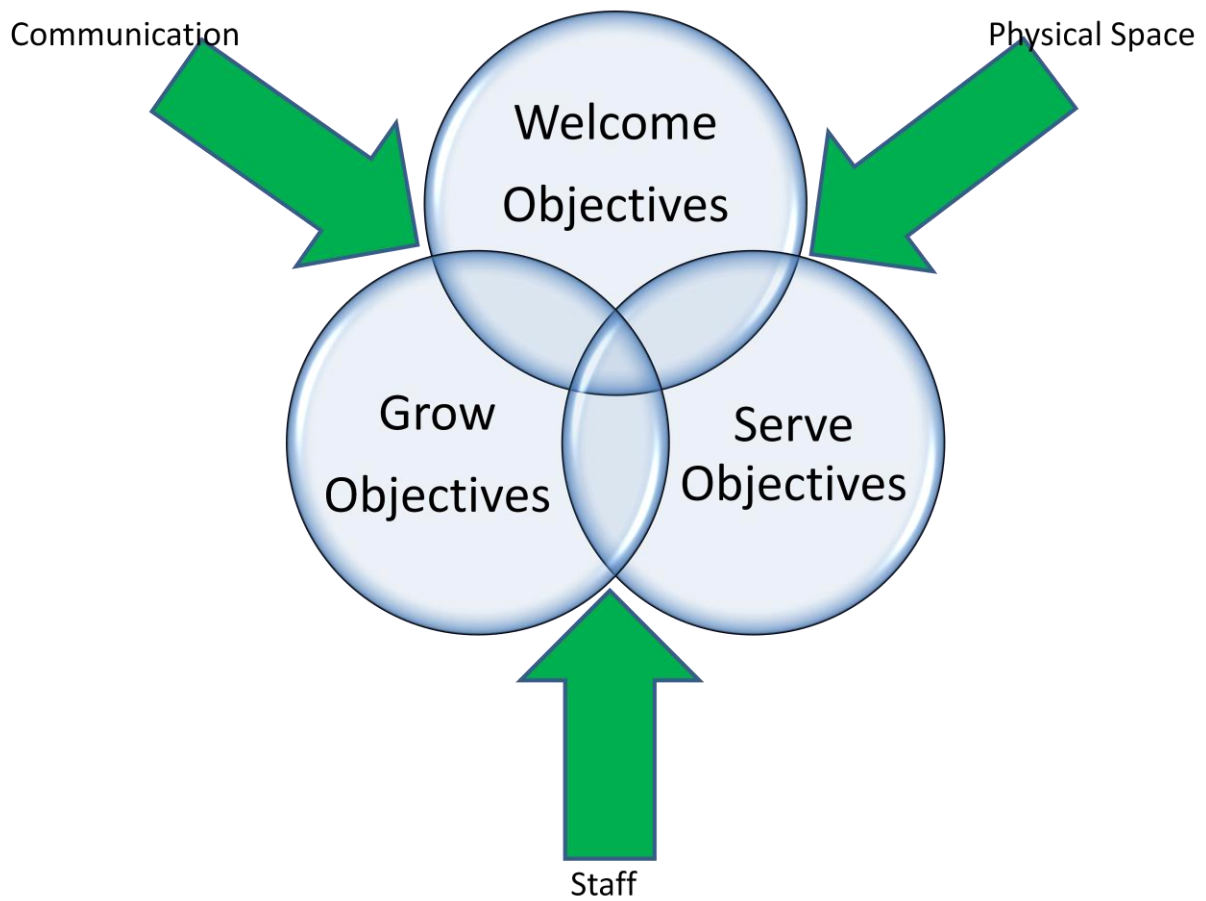 Communication
Physical Space
Welcome
Objectives
Grow
Objectives
Serve
Objectives
Staff